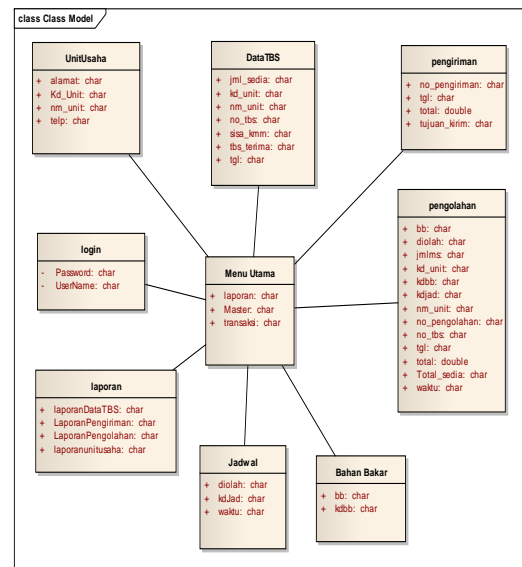 class Class Model
UnitUsaha
+ alamat: char
+ Kd_Unit: char
+ nm_unit: char
+ telp: char
DataTBS
+ jml_sedia: char
+ kd_unit: char
+ nm_unit: char
+ no_tbs: char
+ sisa_kmm: char
+ tbs_terima: char
+ tgl: char
pengiriman
+ no_pengiriman: char
+ tgl: char
+ total: double
+ tujuan_kirim: char
pengolahan
+ bb: char
+ diolah: char
+ jmlms: char
+ kd_unit: char
+ kdbb: char
+ kdjad: char
+ nm_unit: char
+ no_pengolahan: char
+ no_tbs: char
+ tgl: char
+ total: double
+ Total_sedia: char
+ waktu: char
login
- Password: char
- UserName: char
Menu Utama
+ laporan: char
+ Master: char
+ transaksi: char
laporan
+ laporanDataTBS: char
+ LaporanPengiriman: char
+ LaporanPengolahan: char
+ laporanunitusaha: char
Jadwal
+ diolah: char
+ kdJad: char
+ waktu: char
Bahan Bakar
+ bb: char
+ kdbb: char